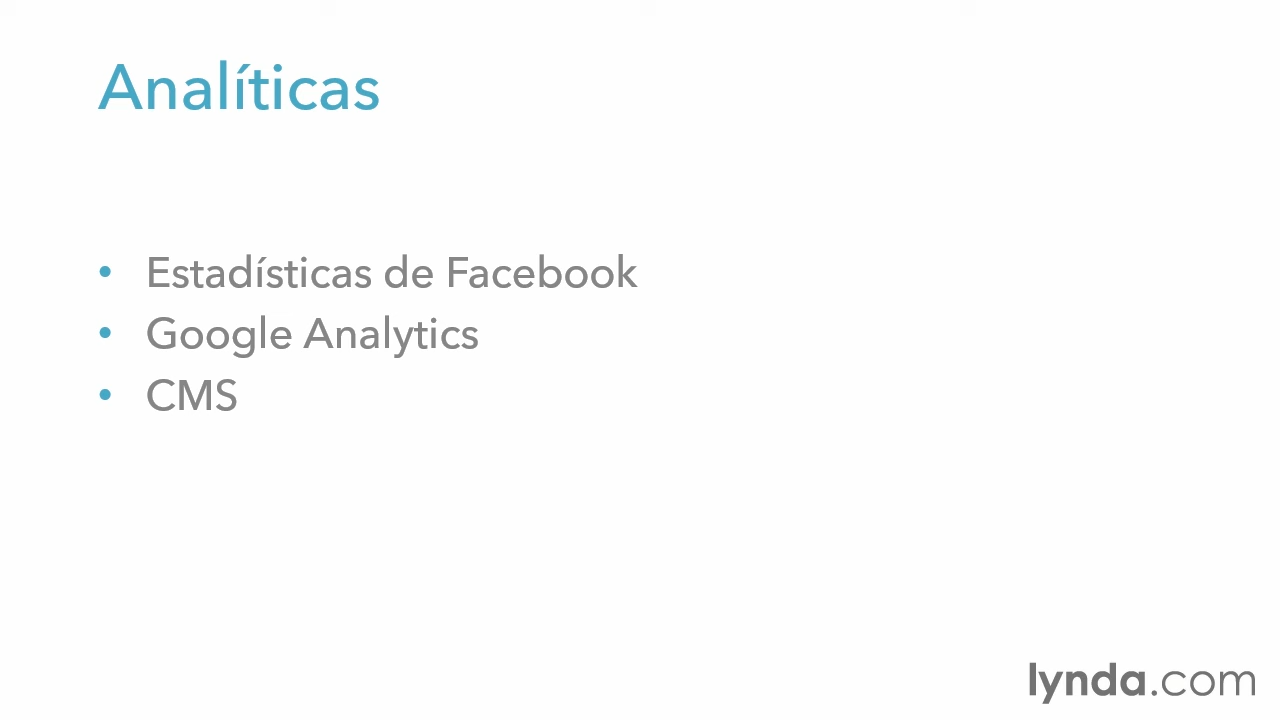 Analíticas
• Estadísticas de Facebook
• Google Analytics
• CMS
lynda.com